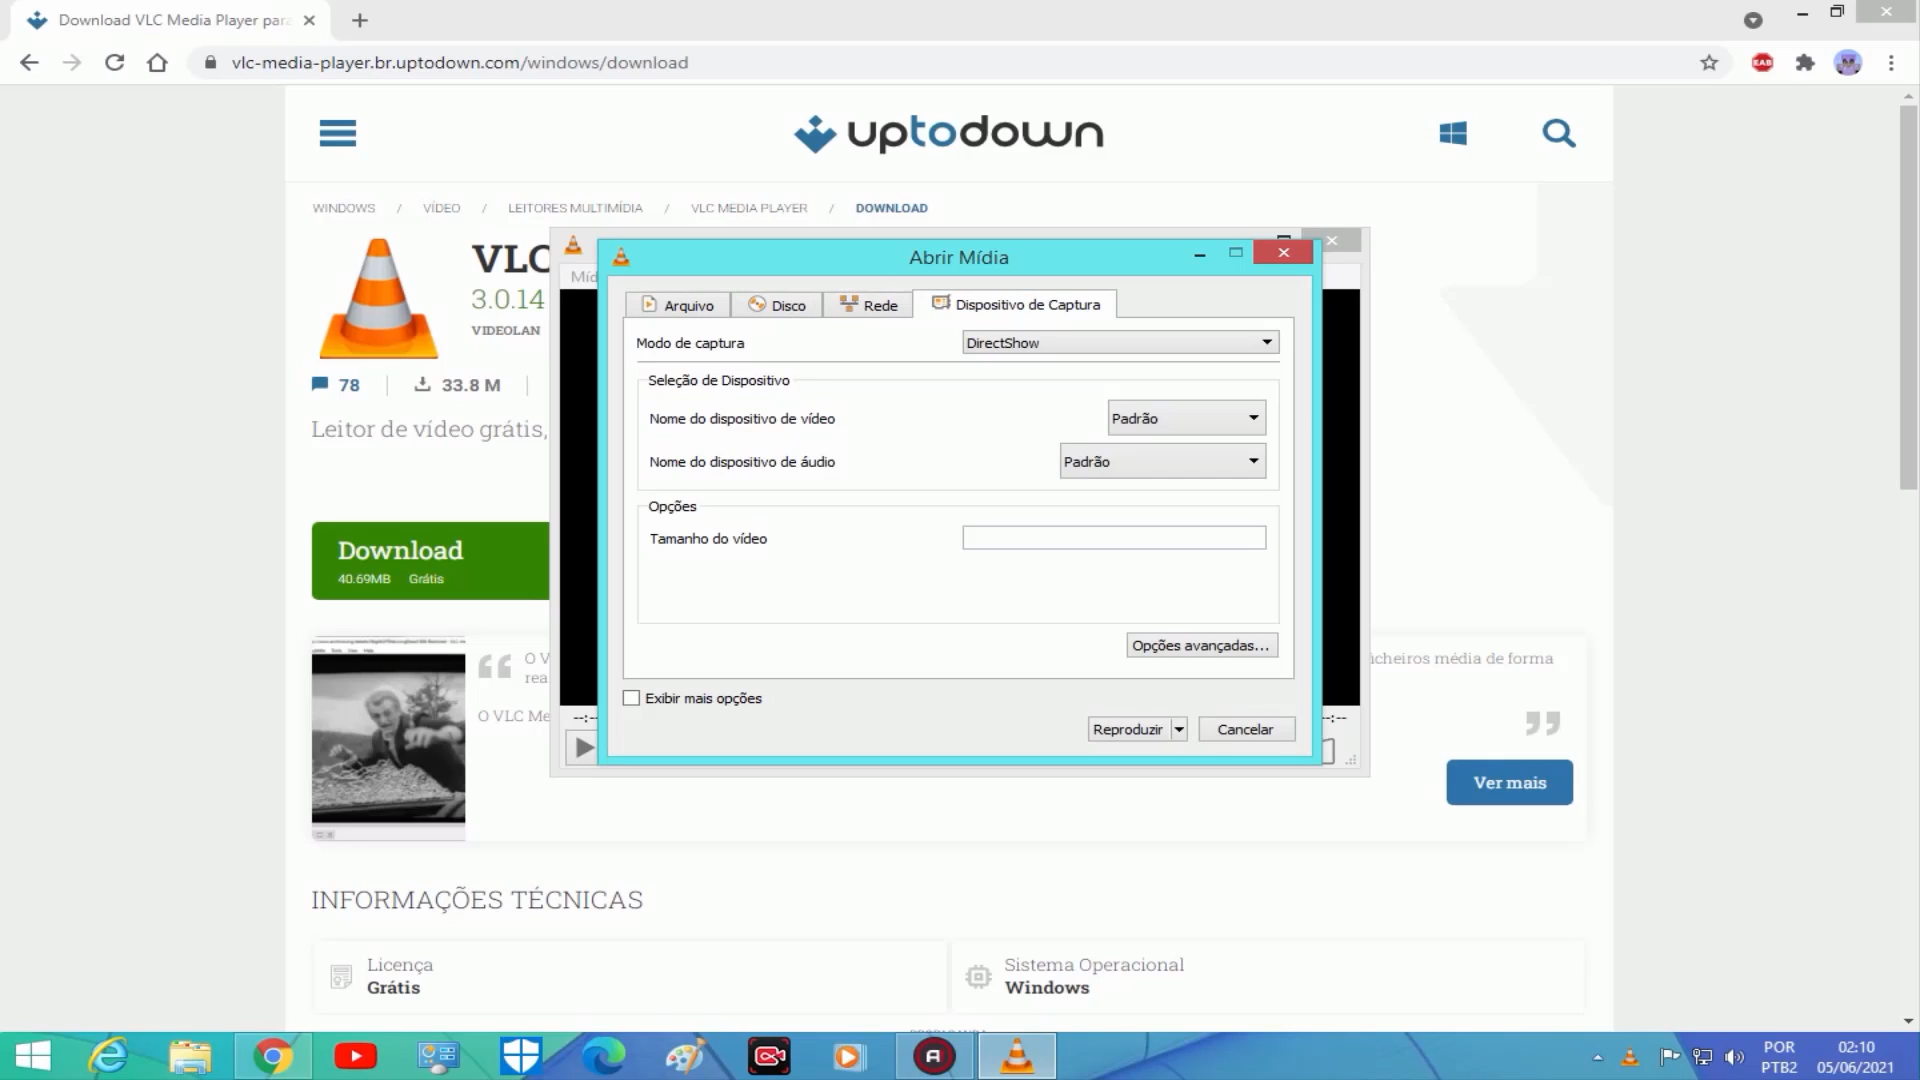 Download VLC Media Player para
vlc-media-player.br.uptodown.com/windows/download
EAB
uptodown
WINDOWS / VÍDEO / LEITORES MULTIMÍDIA / VLC MEDIA PLAYER / DOWNLOAD
VLC
3.0.14
VIDEOLAN
78
33.8 M
Leitor de vídeo grátis,
Download
40.69MB Grátis
O V
rea
O VLC Me
icheiros média de forma
Ver mais
Míd
Abrir Mídia
Arquivo
Disco
Rede
Dispositivo de Captura
Modo de captura
DirectShow
Seleção de Dispositivo
Nome do dispositivo de vídeo
Padrão
Nome do dispositivo de áudio
Padrão
Opções
Tamanho do vídeo
Opções avançadas...
Exibir mais opções
Reproduzir
Cancelar
--:--
--:--
INFORMAÇÕES TÉCNICAS
Licença
Grátis
Sistema Operacional
Windows
POR
PTB2
02:10
05/06/2021